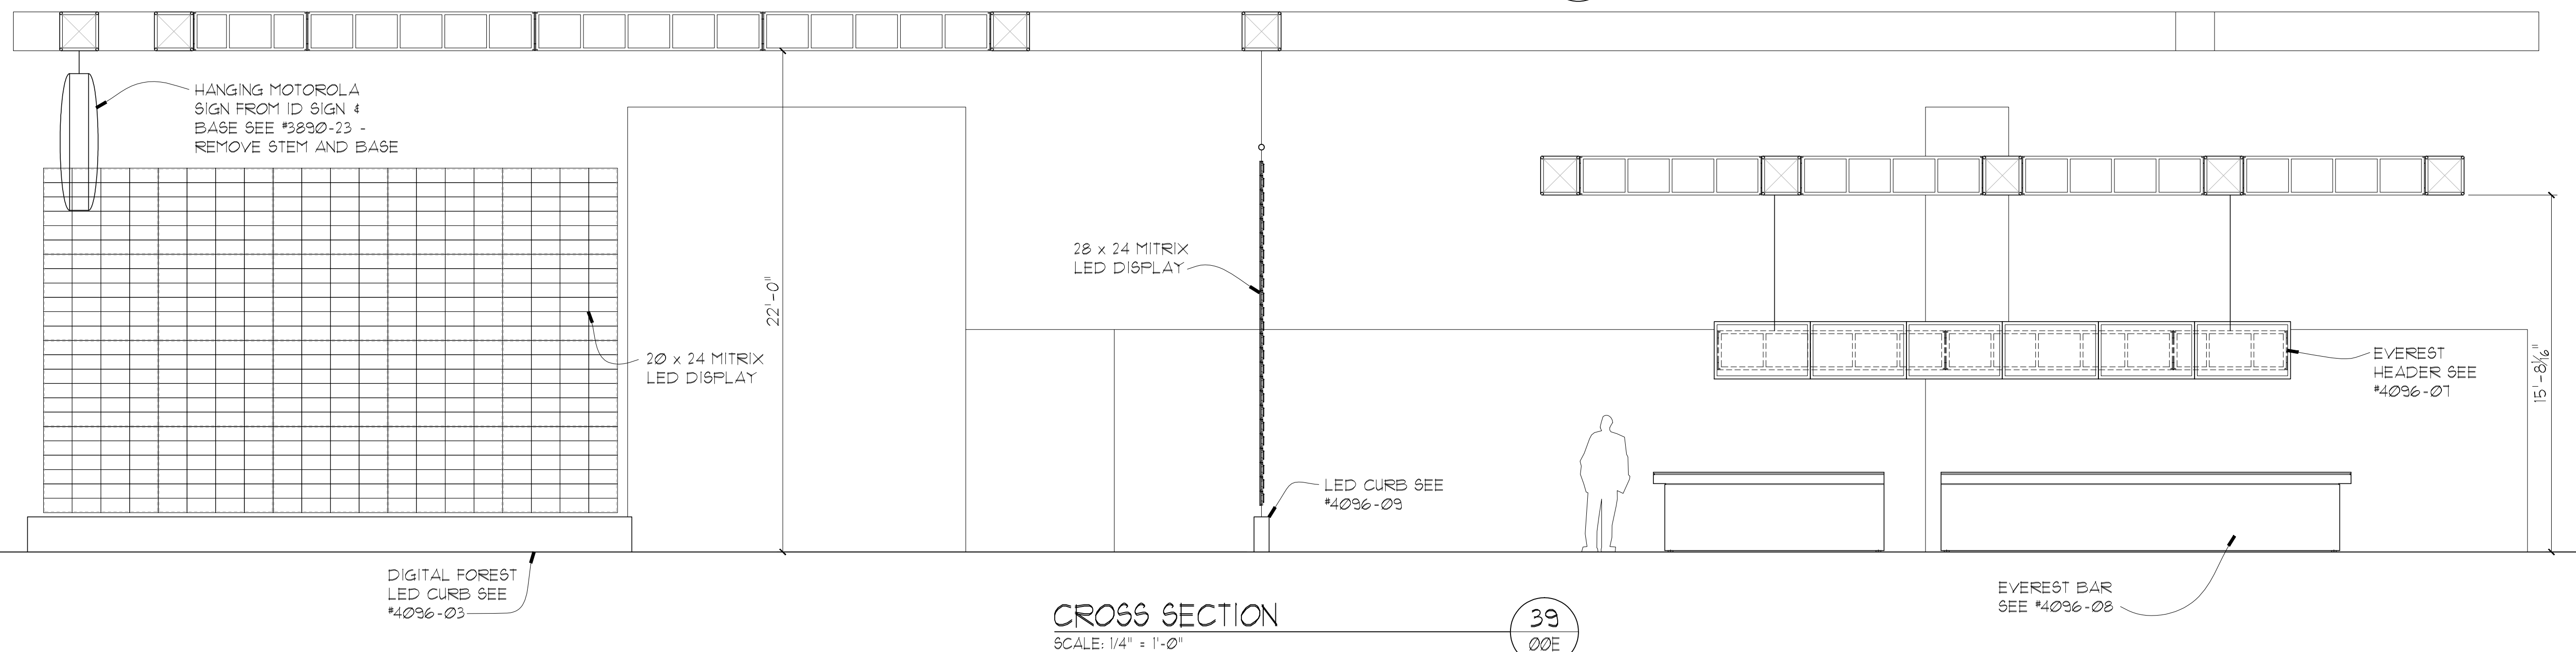 HANGING MOTOROLA
SIGN FROM ID SIGN &
BASE SEE #3890-23 -
REMOVE STEM AND BASE
22'-0"
28 x 24 MITRIX
LED DISPLAY
20 x 24 MITRIX
LED DISPLAY
EVEREST
HEADER SEE
#4096-07
15'-8 1/16"
LED CURB SEE
#4096-09
DIGITAL FOREST
LED CURB SEE
#4096-03
EVEREST BAR
SEE #4096-08
CROSS SECTION
SCALE: 1/4" = 1'-0"
39
00E